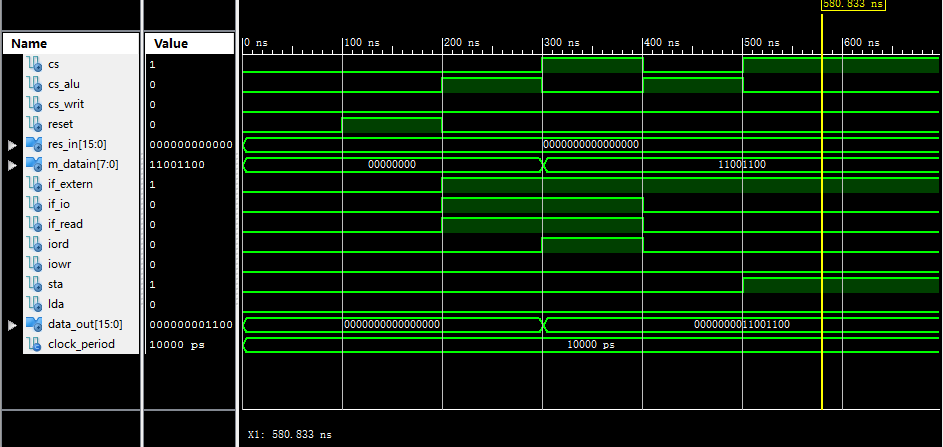 580.833 ns
Name Value
0 ns 100 ns 200 ns 300 ns 400 ns 500 ns 600 ns
cs 1
cs_alu 0
cs_writ 0
reset 0
res_in[15:0] 000000000000 0000000000000000
m_datain[7:0] 11001100 00000000 11001100
if_extern 1
if_io 0
if_read 0
iord 0
iowr 0
sta 1
lda 0
data_out[15:0] 000000001100 0000000000000000 0000000011001100
clock_period 10000 ps 10000 ps
X1: 580.833 ns